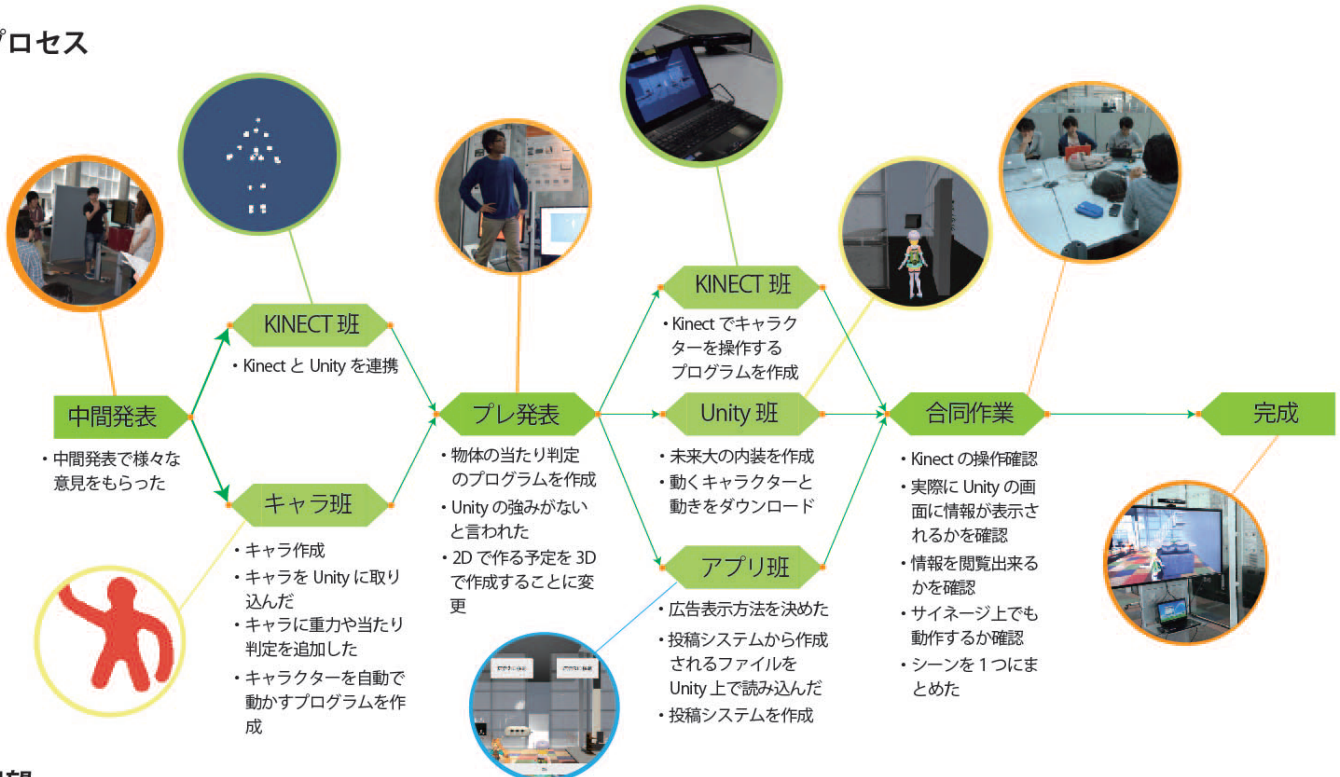 プロセス
中間発表
・中間発表で様々な
意見をもらった
KINECT 班
・Kinect と Unity を連携
キャラ班
・キャラ作成
・キャラを Unity に取り
込んだ
・キャラに重力や当たり
判定を追加した
・キャラクターを自動で
動かすプログラムを作
成
プレ発表
・物体の当たり判定
のプログラムを作成
・Unity の強みがない
と言われた
・2D で作る予定を 3D
で作成することに変
更
KINECT 班
・Kinect でキャラク
ターを操作する
プログラムを作成
Unity 班
・未来大の内装を作成
・動くキャラクターと
動きをダウンロード
アプリ班
・広告表示方法を決めた
・投稿システムから作成
されるファイルを
Unity 上で読み込んだ
・投稿システムを作成
合同作業
・Kinect の操作確認
・実際に Unity の画
面に情報が表示さ
れるかを確認
・情報を閲覧出来る
かを確認
・サイネージ上でも
動作するか確認
・シーンを 1 つにま
とめた
完成